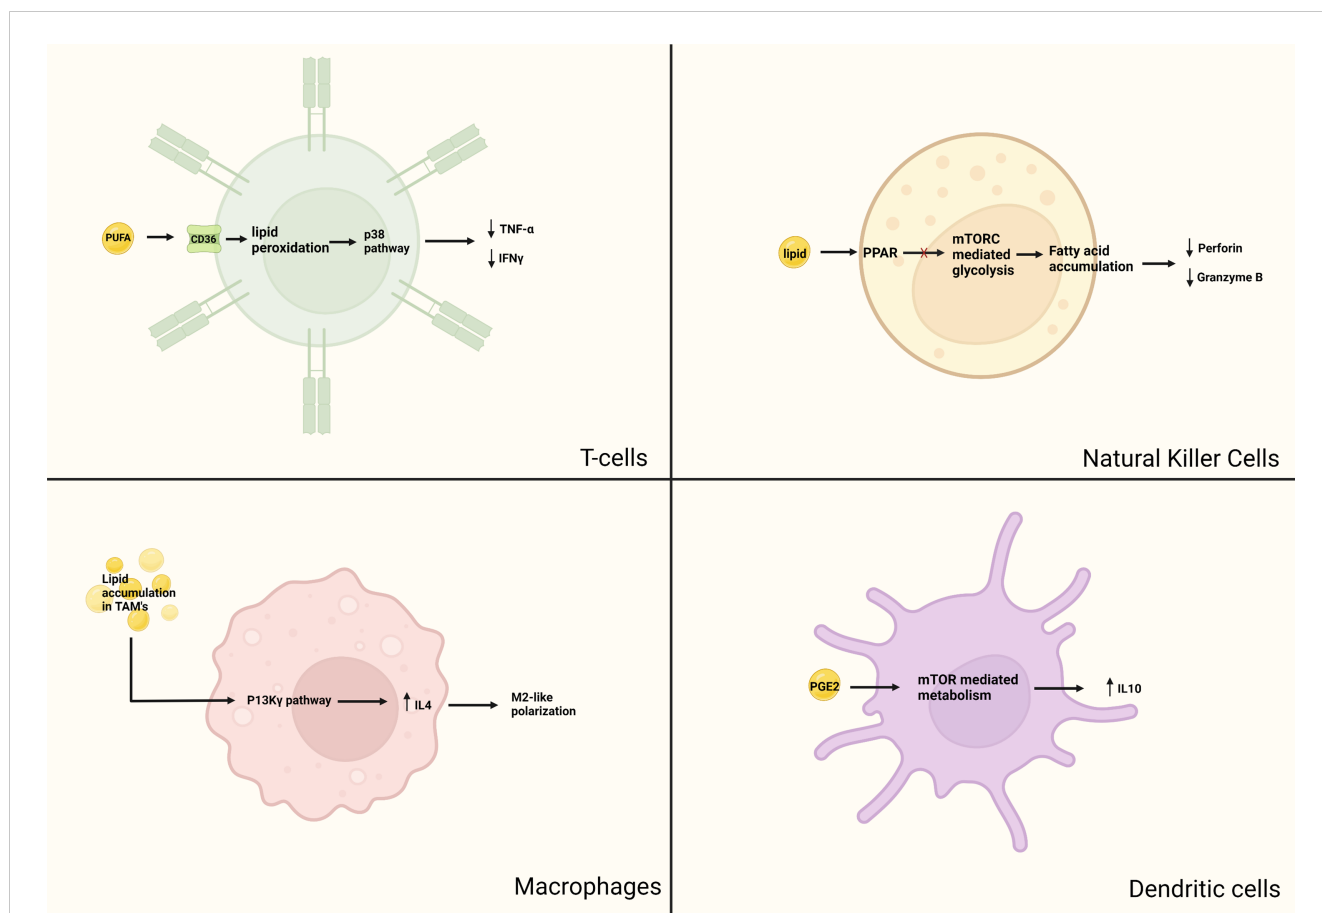 PUFA
CD36
lipid
peroxidation
p38
pathway
↓ TNF-α
↓ IFNγ
T-cells
lipid
PPAR
X
mTORC
mediated
glycolysis
Fatty acid
accumulation
↓ Perforin
↓ Granzyme B
Natural Killer Cells
Lipid
accumulation
in TAM's
P13Kγ pathway
↑ IL4
M2-like
polarization
Macrophages
PGE2
mTOR mediated
metabolism
↑ IL10
Dendritic cells